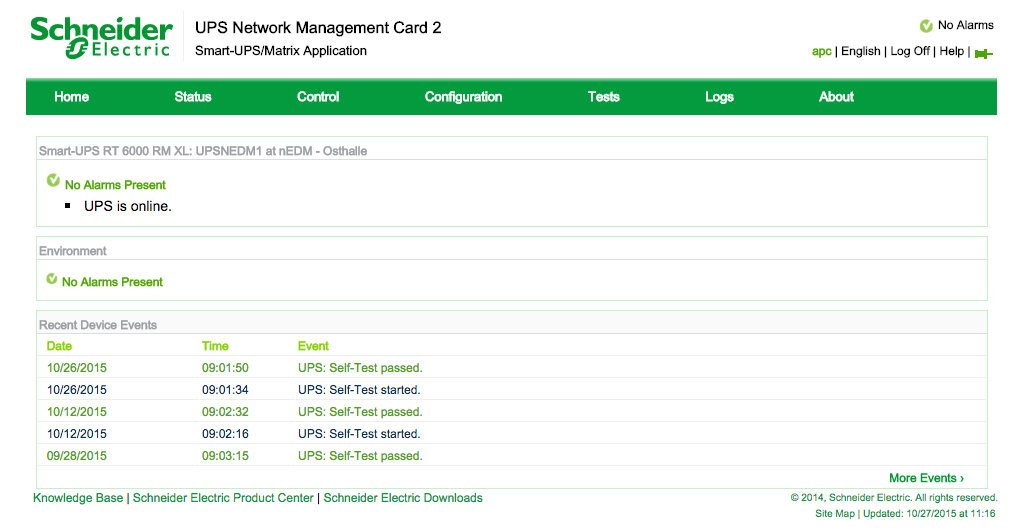 Schneider Electric
UPS Network Management Card 2
Smart-UPS/Matrix Application
No Alarms
apc | English | Log Off | Help |
Home Status Control Configuration Tests Logs About
Smart-UPS RT 6000 RM XL: UPSNEDM1 at nEDM - Osthalle
No Alarms Present
UPS is online.
Environment
No Alarms Present
Recent Device Events
Date Time Event
10/26/2015 09:01:50 UPS: Self-Test passed.
10/26/2015 09:01:34 UPS: Self-Test started.
10/12/2015 09:02:32 UPS: Self-Test passed.
10/12/2015 09:02:16 UPS: Self-Test started.
09/28/2015 09:03:15 UPS: Self-Test passed.
More Events ›
Knowledge Base | Schneider Electric Product Center | Schneider Electric Downloads
© 2014, Schneider Electric. All rights reserved.
Site Map | Updated: 10/27/2015 at 11:16